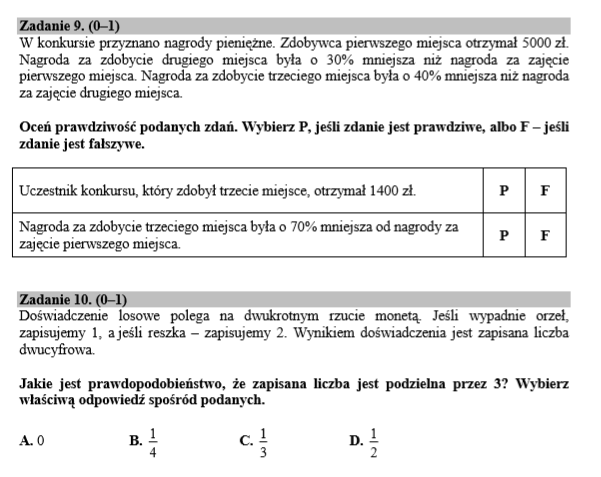 Zadanie 9. (0–1)
W konkursie przyznano nagrody pieniężne. Zdobywca pierwszego miejsca otrzymał 5000 zł.
Nagroda za zdobycie drugiego miejsca była o 30% mniejsza niż nagroda za zajęcie
pierwszego miejsca. Nagroda za zdobycie trzeciego miejsca była o 40% mniejsza niż nagroda
za zajęcie drugiego miejsca.
Oceń prawdziwość podanych zdań. Wybierz P, jeśli zdanie jest prawdziwe, albo F – jeśli
zdanie jest fałszywe.
Uczestnik konkursu, który zdobył trzecie miejsce, otrzymał 1400 zł. P F
Nagroda za zdobycie trzeciego miejsca była o 70% mniejsza od nagrody za
zajęcie pierwszego miejsca. P F
Zadanie 10. (0–1)
Doświadczenie losowe polega na dwukrotnym rzucie monetą. Jeśli wypadnie orzeł,
zapisujemy 1, a jeśli reszka – zapisujemy 2. Wynikiem doświadczenia jest zapisana liczba
dwucyfrowa.
Jakie jest prawdopodobieństwo, że zapisana liczba jest podzielna przez 3? Wybierz
właściwą odpowiedź spośród podanych.
A. 0 B. 1/4 C. 1/3 D. 1/2